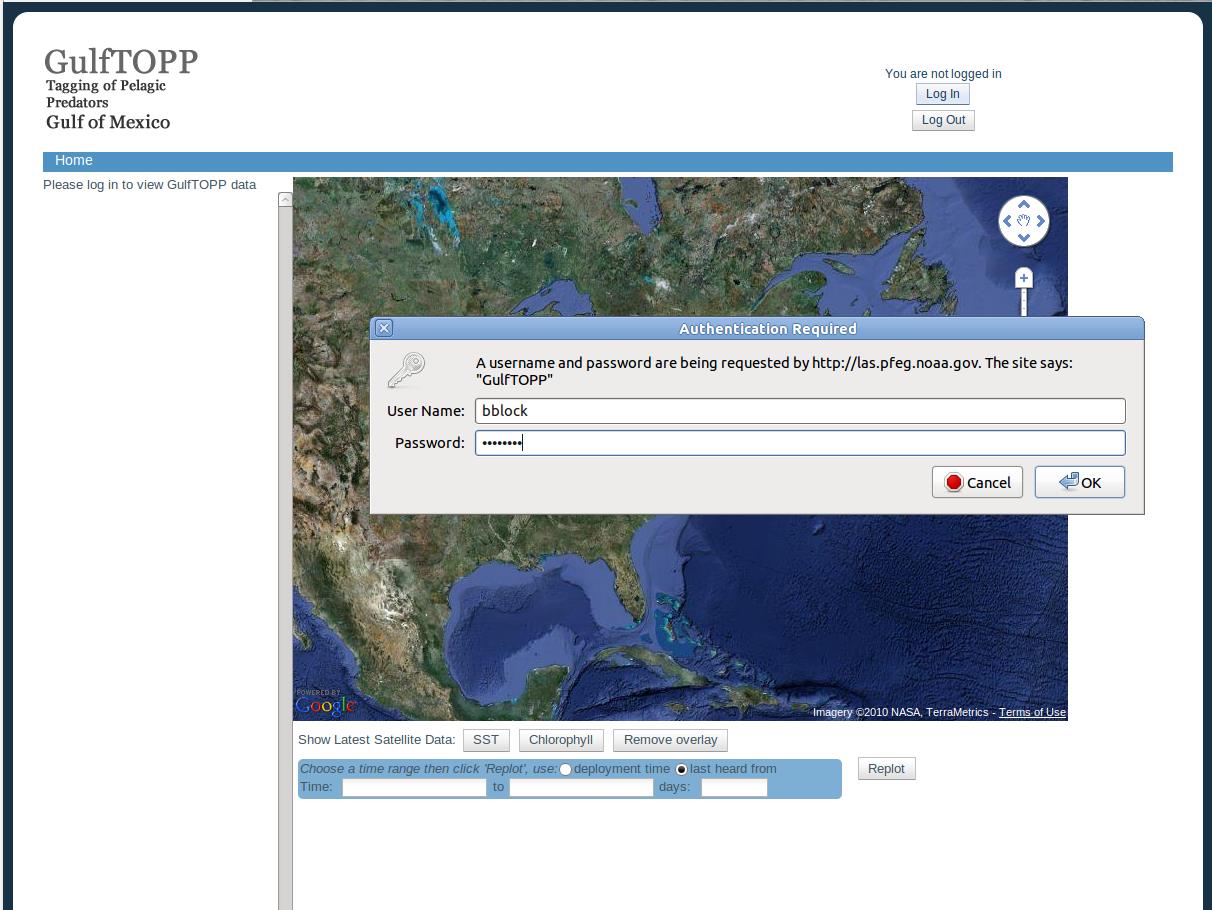 GulfTOPP
Tagging of Pelagic
Predators
Gulf of Mexico
You are not logged in
Log In
Log Out
Home
Please log in to view GulfTOPP data
Authentication Required
A username and password are being requested by http://las.pfeg.noaa.gov. The site says:
"GulfTOPP"
User Name: bblock
Password: ••••••••
Cancel OK
POWERED BY
Google
Imagery ©2010 NASA, TerraMetrics - Terms of Use
Show Latest Satellite Data: SST Chlorophyll Remove overlay
Choose a time range then click 'Replot', use: deployment time last heard from
Replot
Time: to days: